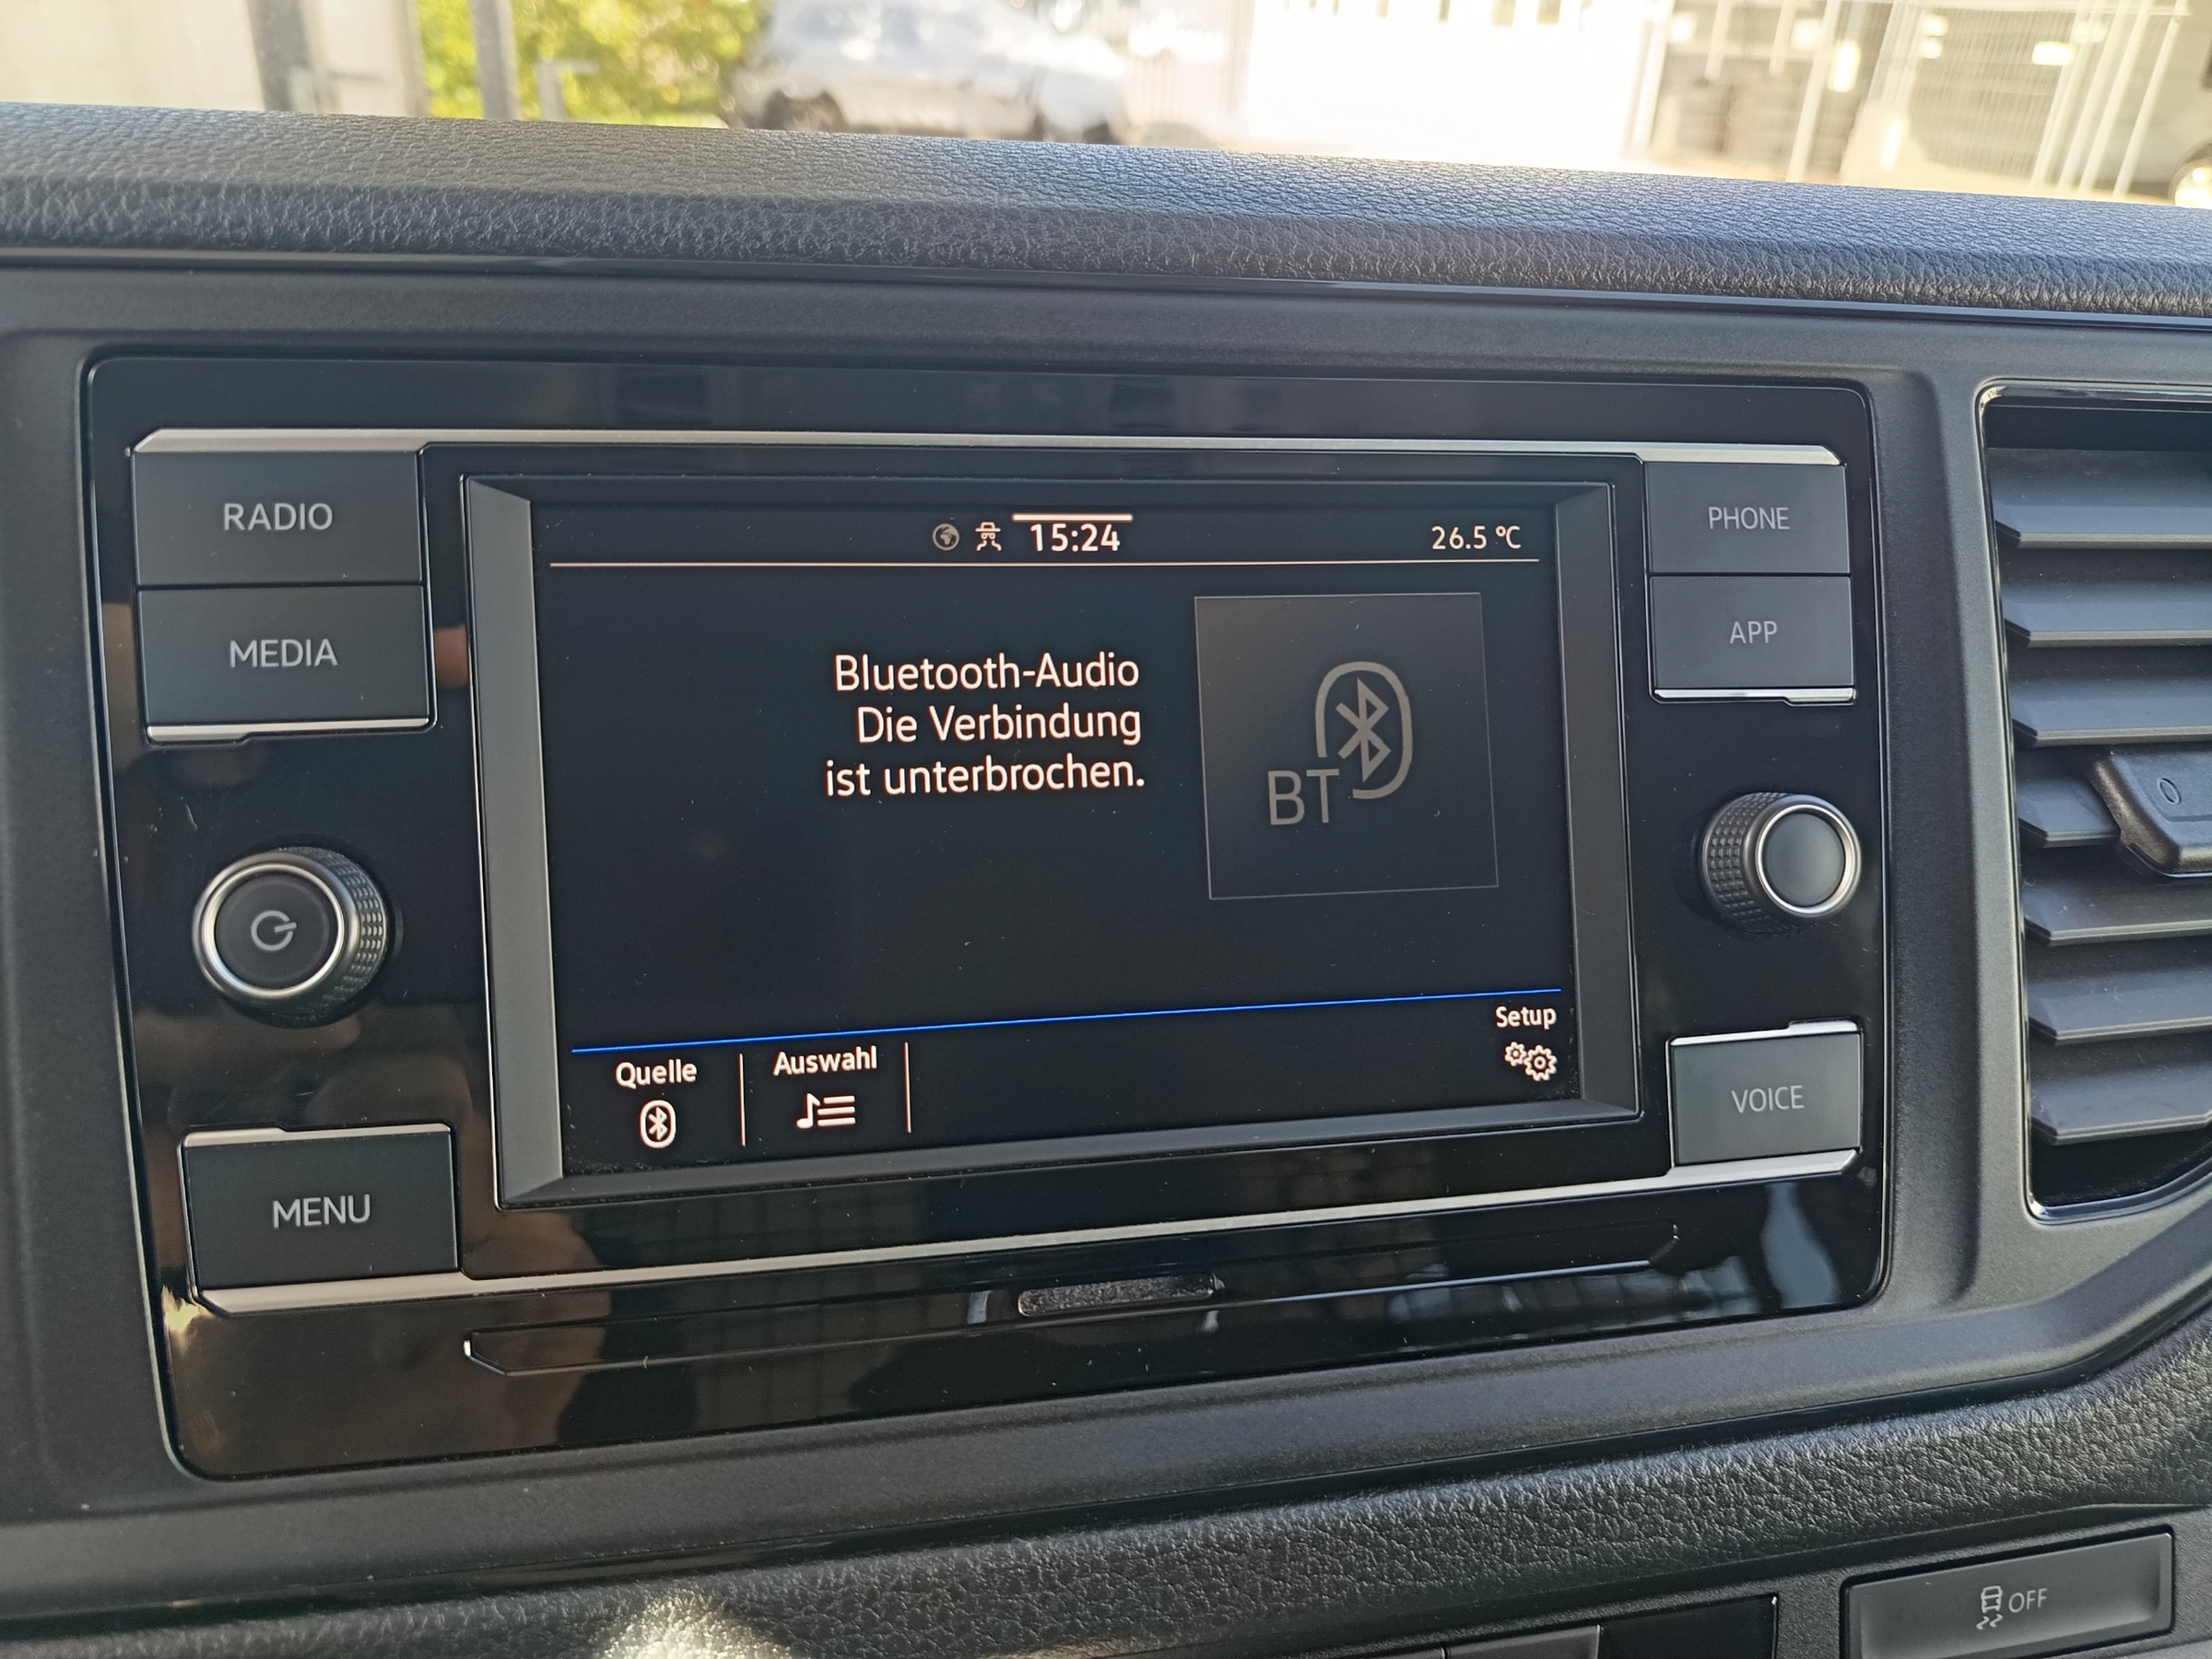 RADIO
MEDIA
MENU
15:24
26.5 °C
Bluetooth-Audio
Die Verbindung
ist unterbrochen.
BT
Quelle
Auswahl
Setup
PHONE
APP
VOICE
OFF